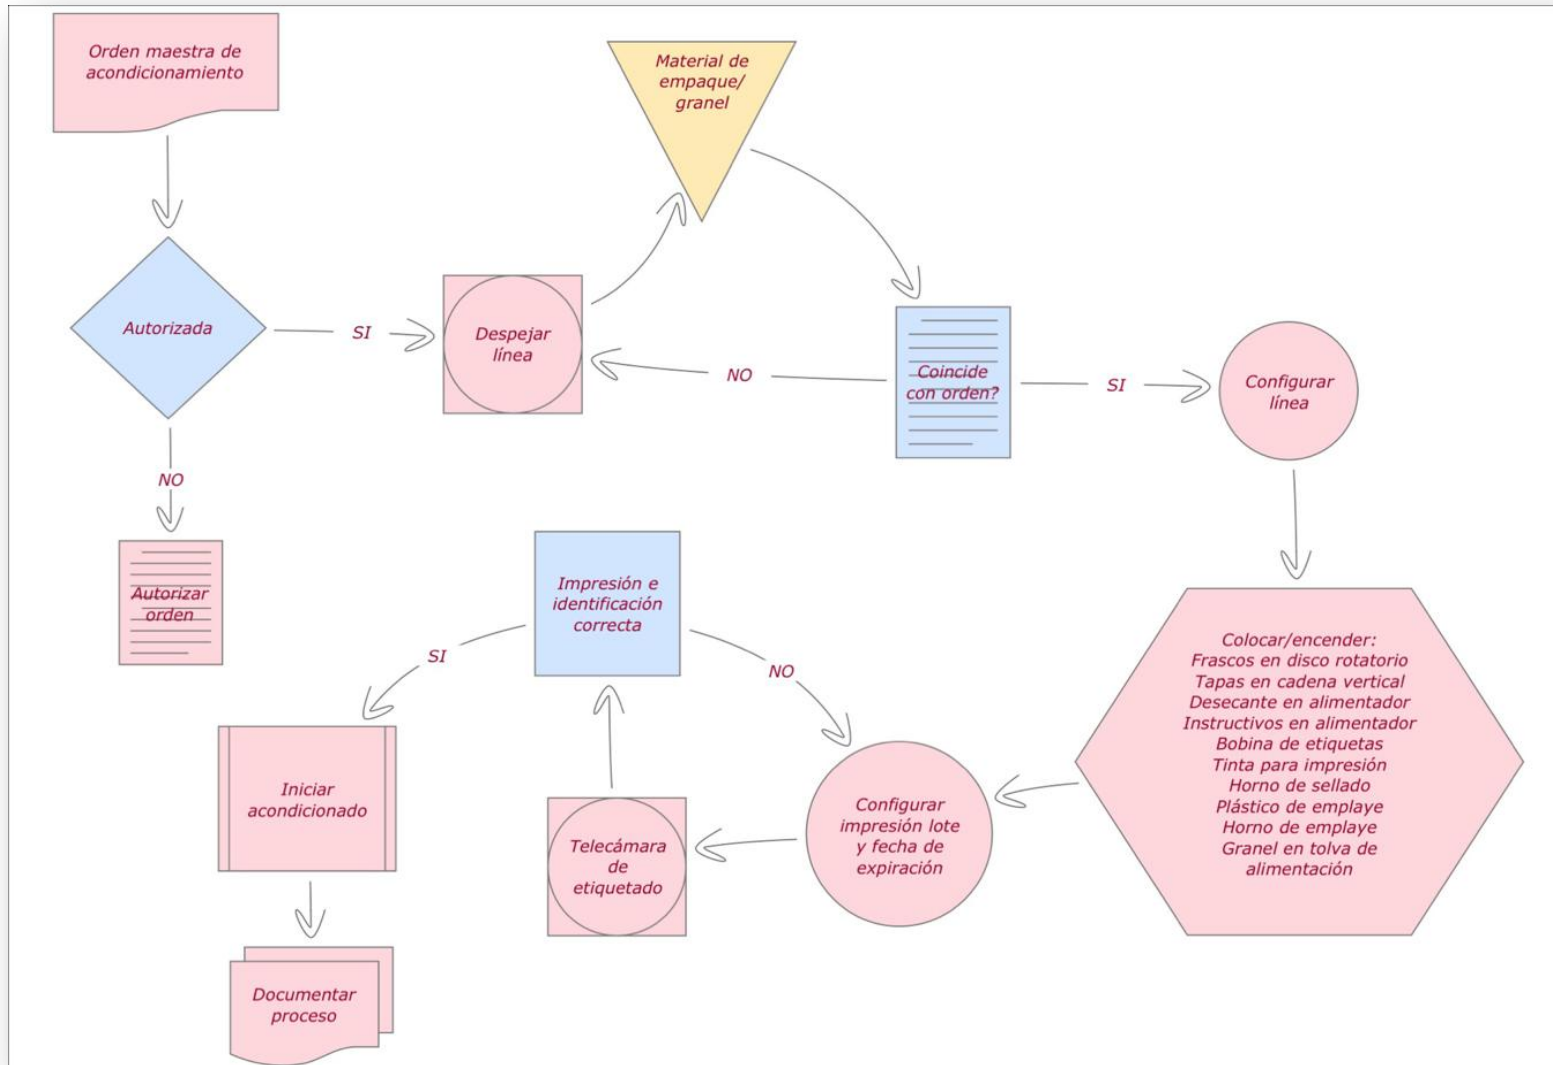 Orden maestra de
acondicionamiento
Material de
empaque/
granel
Autorizada
SI
Despejar
línea
NO
Coincide
con orden?
SI
Configurar
línea
NO
Autorizar
orden
Impresión e
identificación
correcta
SI
NO
Colocar/encender:
Frascos en disco rotatorio
Tapas en cadena vertical
Desecante en alimentador
Instructivos en alimentador
Bobina de etiquetas
Tinta para impresión
Horno de sellado
Plástico de emplaye
Horno de emplaye
Granel en tolva de
alimentación
Iniciar
acondicionado
Telecámara
de
etiquetado
Configurar
impresión lote
y fecha de
expiración
Documentar
proceso